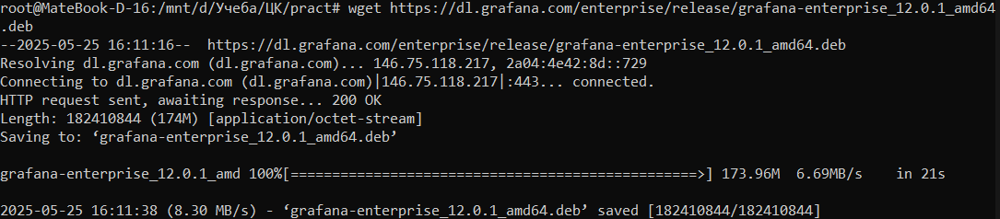 root@MateBook-D-16:/mnt/d/Учеба/ЦК/pract# wget https://dl.grafana.com/enterprise/release/grafana-enterprise_12.0.1_amd64
.deb
--2025-05-25 16:11:16--  https://dl.grafana.com/enterprise/release/grafana-enterprise_12.0.1_amd64.deb
Resolving dl.grafana.com (dl.grafana.com)... 146.75.118.217, 2a04:4e42:8d::729
Connecting to dl.grafana.com (dl.grafana.com)|146.75.118.217|:443... connected.
HTTP request sent, awaiting response... 200 OK
Length: 182410844 (174M) [application/octet-stream]
Saving to: ‘grafana-enterprise_12.0.1_amd64.deb’
grafana-enterprise_12.0.1_amd 100%[=================================================>] 173.96M  6.69MB/s    in 21s
2025-05-25 16:11:38 (8.30 MB/s) - ‘grafana-enterprise_12.0.1_amd64.deb’ saved [182410844/182410844]